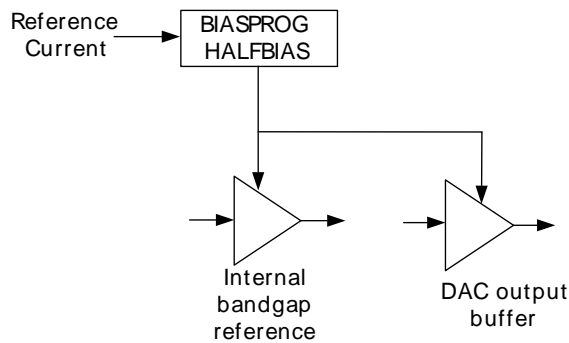 Reference
Current
BIASPROG
HALFBIAS
Internal
bandgap
reference
DAC output
buffer